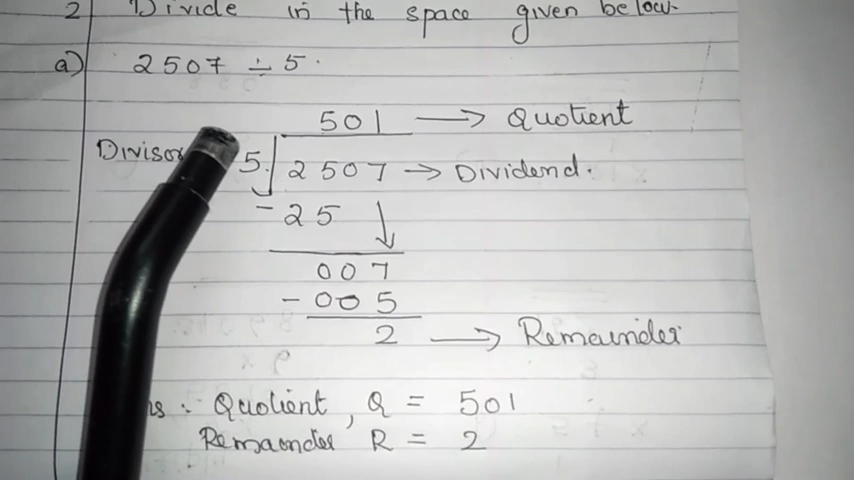 2 Divide in the space given below.
a) 2507 ÷ 5.
501 → Quotient
Divisor 5 2507 → Dividend.
- 25 ↓
007
- 005
2 → Remainder
Quotient, Q = 501
Remainder R = 2